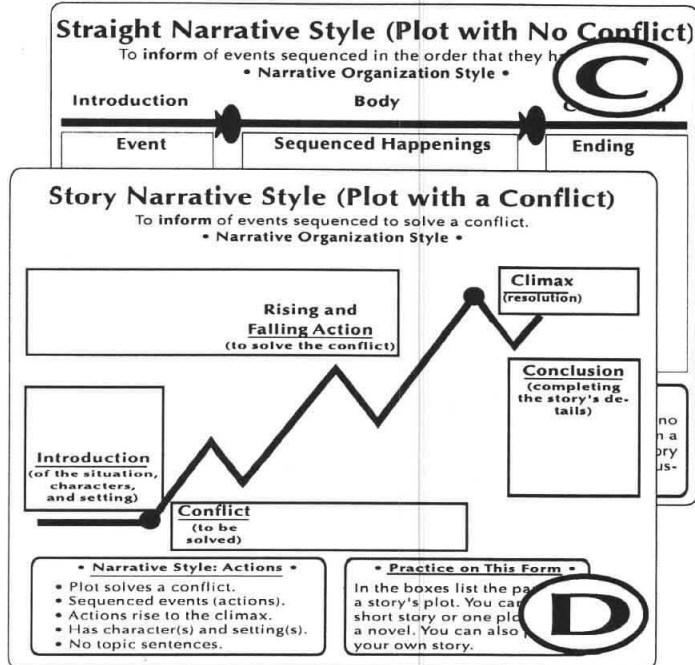 Straight Narrative Style (Plot with No Conflict)
To inform of events sequenced in the order that they
• Narrative Organization Style •
C
Introduction
Body
Event
Sequenced Happenings
Ending
Story Narrative Style (Plot with a Conflict)
To inform of events sequenced to solve a conflict.
• Narrative Organization Style •
Climax
(resolution)
Rising and
Falling Action
(to solve the conflict)
Conclusion
(completing
the story's de-
tails)
Introduction
(of the situation,
characters,
and setting)
Conflict
(to be
solved)
no
• Narrative Style: Actions •
• Plot solves a conflict.
• Sequenced events (actions).
• Actions rise to the climax.
• Has character(s) and setting(s).
• No topic sentences.
• Practice on This Form •
In the boxes list the
a story's plot. You can
short story or one
a novel. You can also
your own story.
D